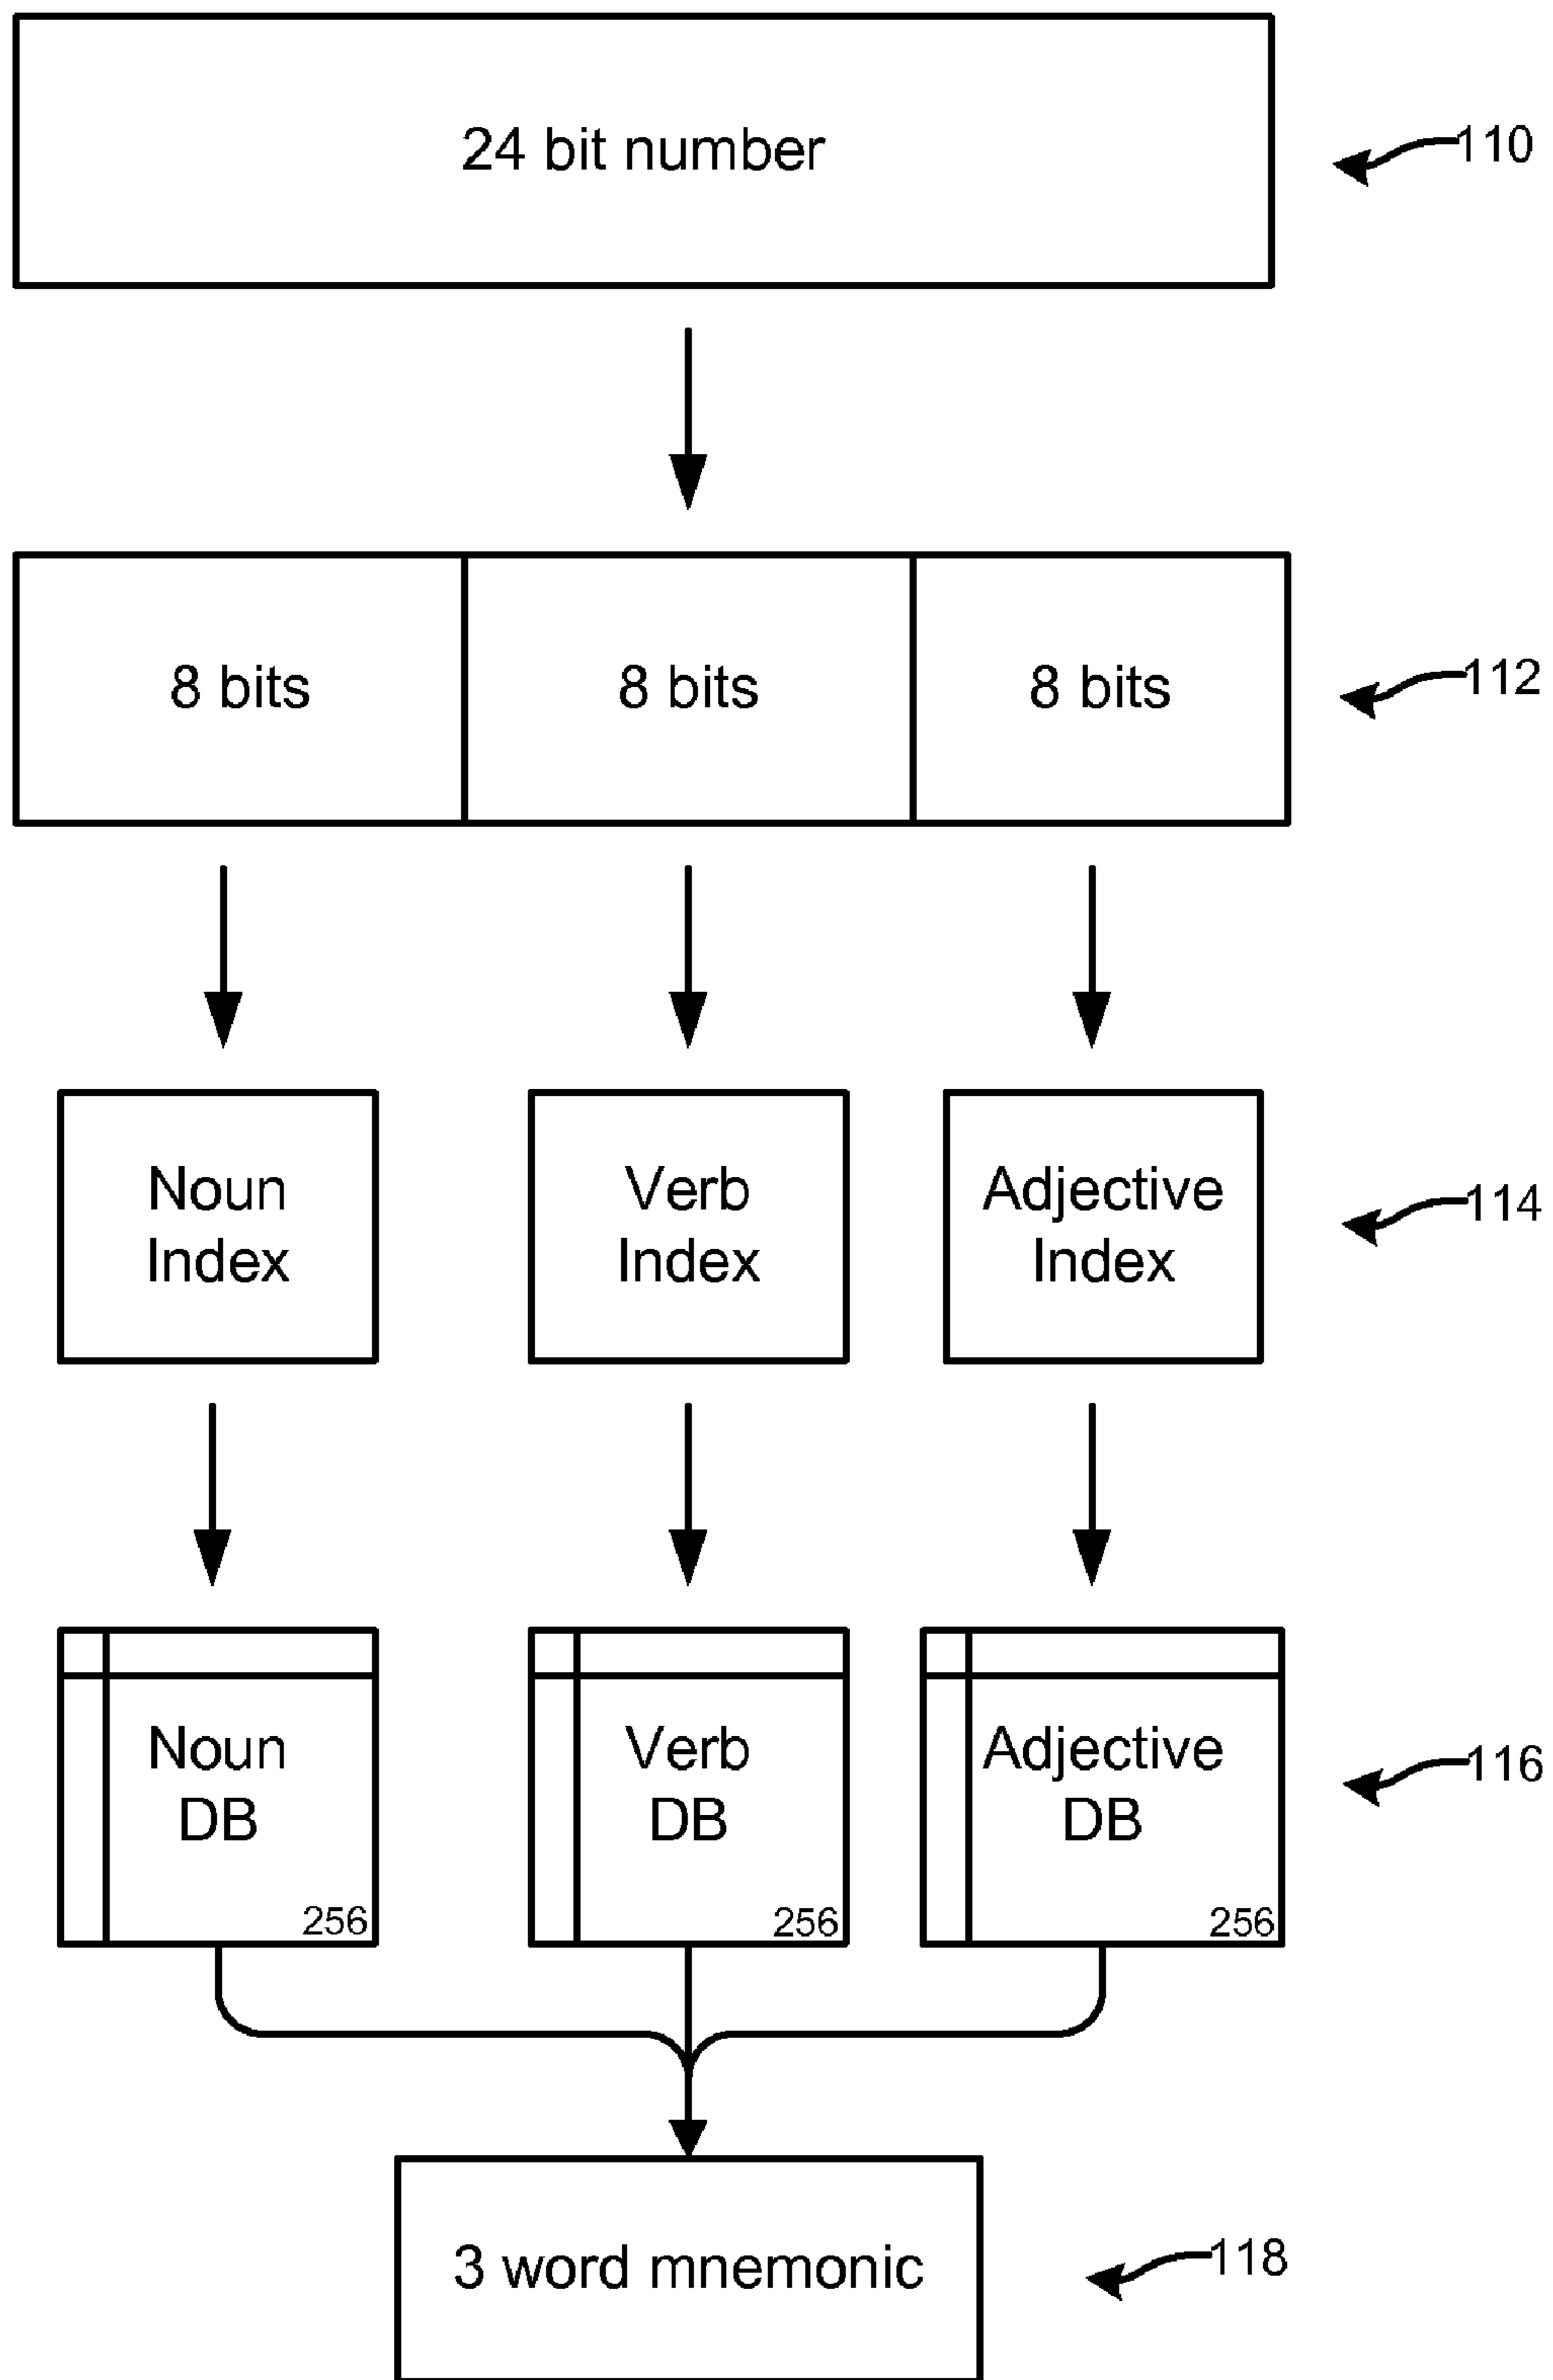 24 bit number
110
8 bits
8 bits
8 bits
112
Noun
Index
Verb
Index
Adjective
Index
114
Noun
DB
256
Verb
DB
256
Adjective
DB
256
116
3 word mnemonic
118